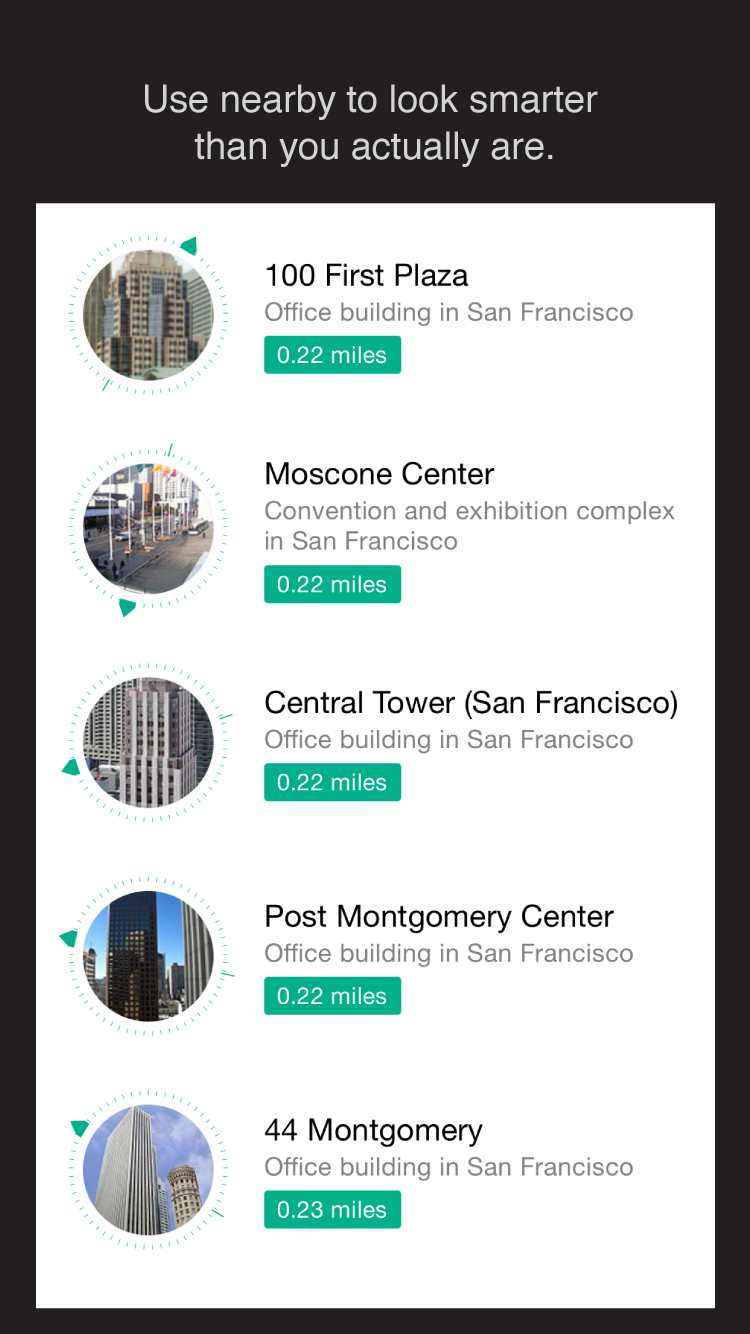 Use nearby to look smarter
than you actually are.
100 First Plaza
Office building in San Francisco
0.22 miles
Moscone Center
Convention and exhibition complex
in San Francisco
0.22 miles
Central Tower (San Francisco)
Office building in San Francisco
0.22 miles
Post Montgomery Center
Office building in San Francisco
0.22 miles
44 Montgomery
Office building in San Francisco
0.23 miles